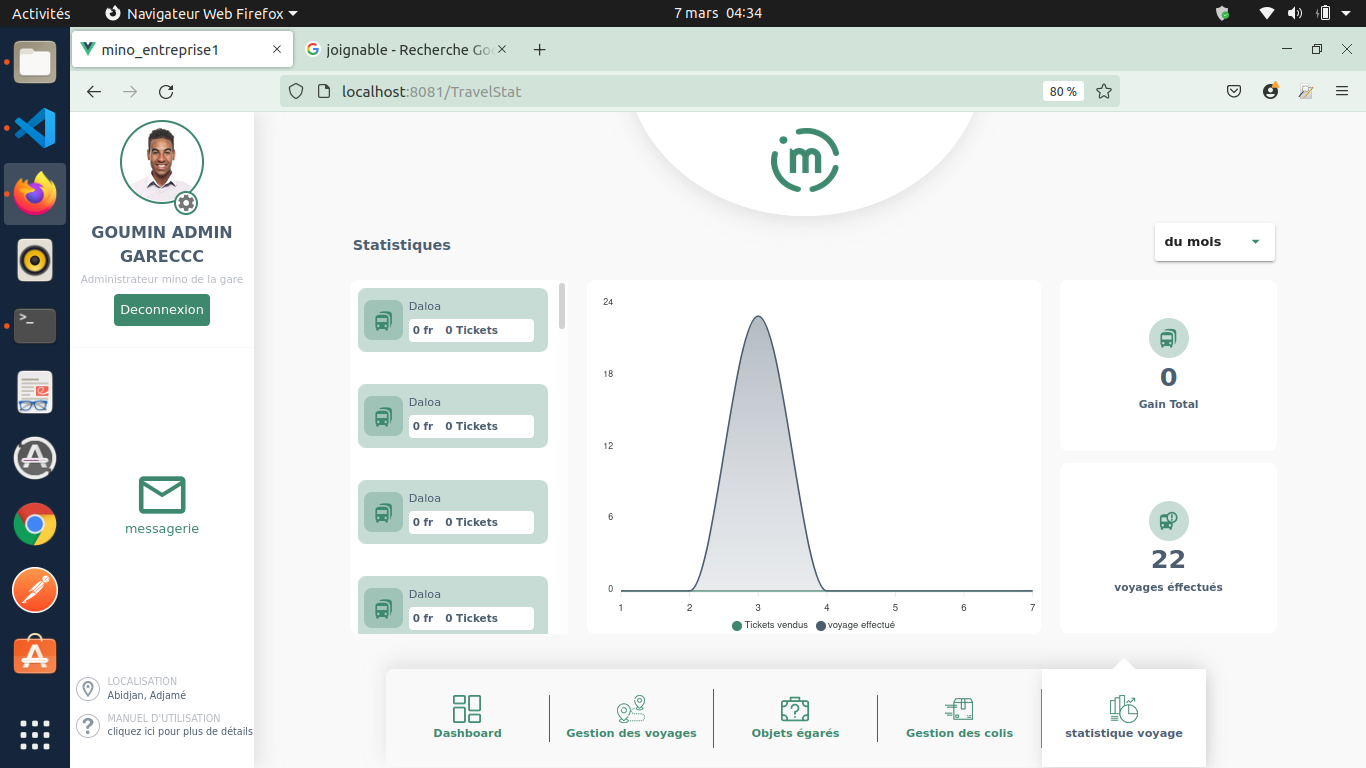 Activités
Navigateur Web Firefox
7 mars 04:34
mino_entreprise1
joignable - Recherche Goo
localhost:8081/TravelStat
80 %
GOUMIN ADMIN
GARECCC
Administrateur mino de la gare
Deconnexion
messagerie
LOCALISATION
Abidjan, Adjamé
MANUEL D'UTILISATION
cliquez ici pour plus de détails
im
Statistiques
du mois
Daloa
0 fr 0 Tickets
Daloa
0 fr 0 Tickets
Daloa
0 fr 0 Tickets
Daloa
0 fr 0 Tickets
24
18
12
6
0
1 2 3 4 5 6 7
Tickets vendus voyage effectué
0
Gain Total
22
voyages éffectués
Dashboard
Gestion des voyages
Objets égarés
Gestion des colis
statistique voyage